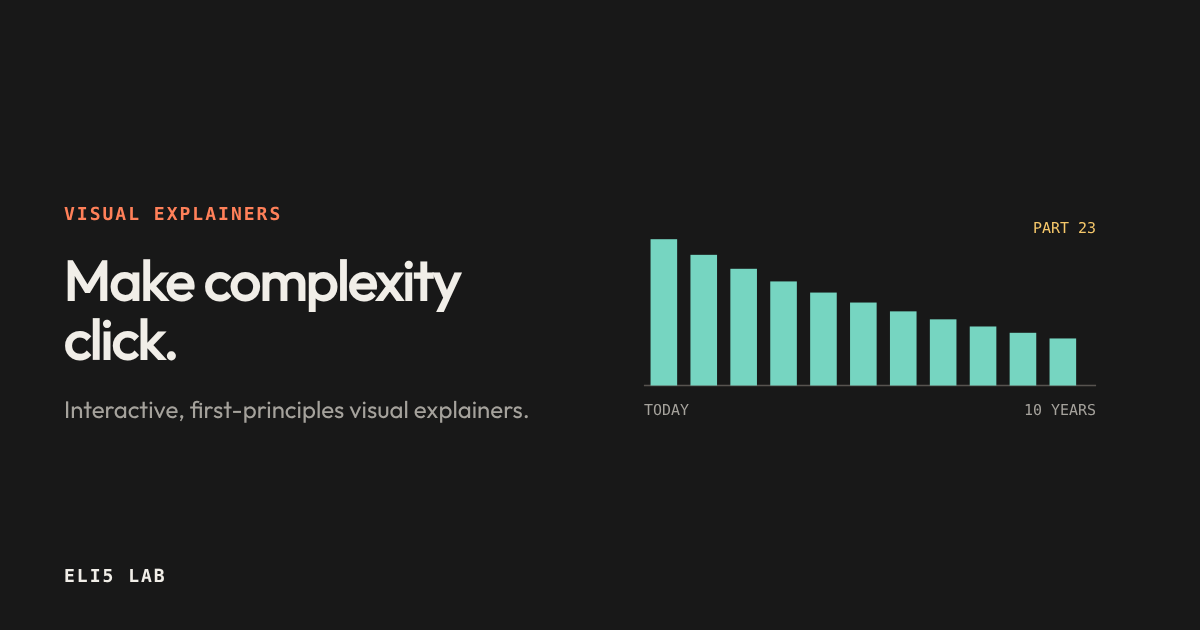 VISUAL EXPLAINERS
Make complexity
click.
Interactive, first-principles visual explainers.
PART 23
TODAY
10 YEARS
ELI5 LAB